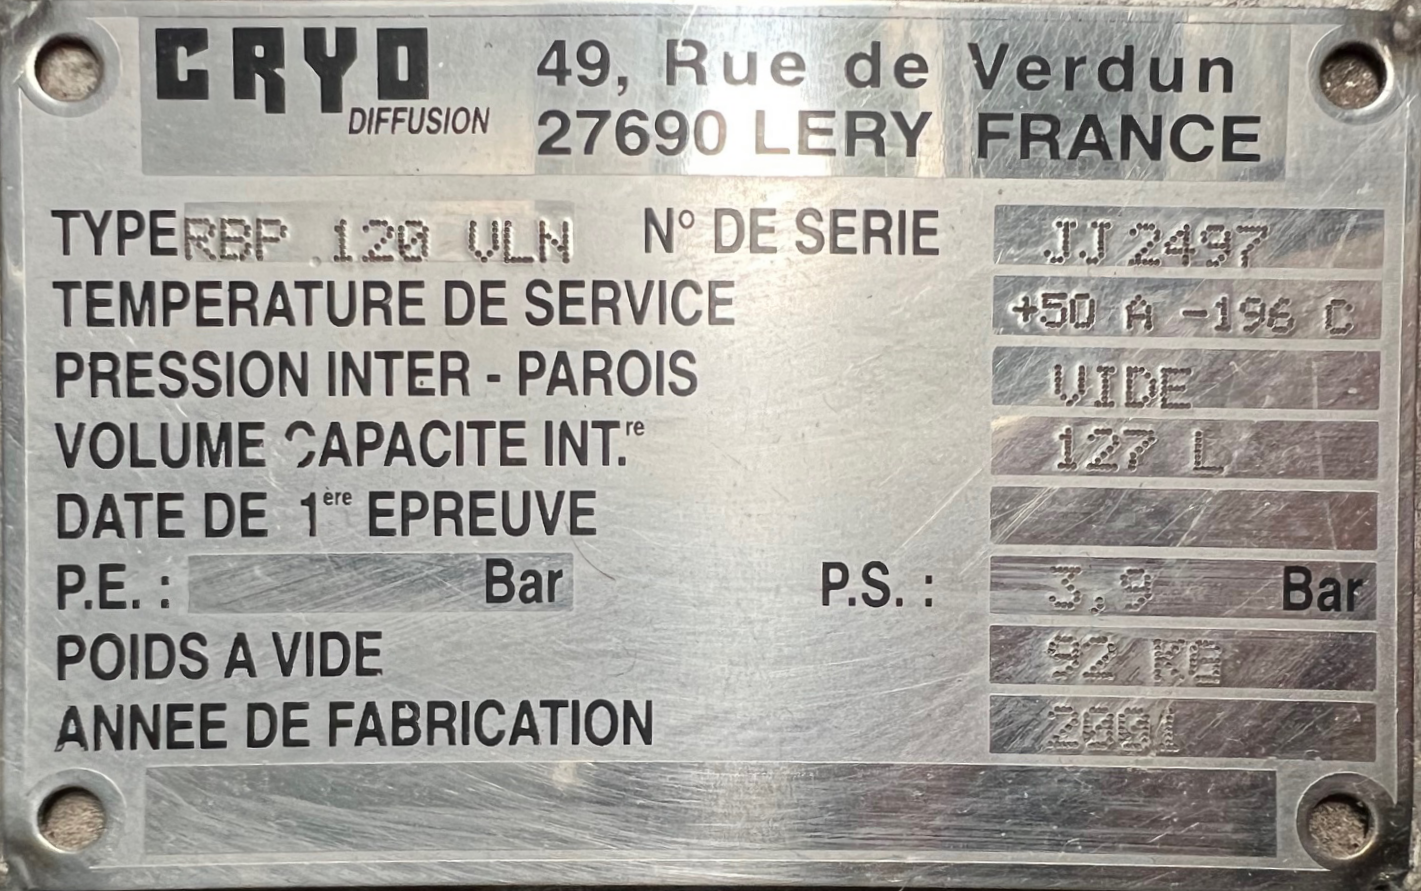 CRYO DIFFUSION
49, Rue de Verdun
27690 LERY FRANCE
TYPE RBP 120 VLN N° DE SERIE JJ2497
TEMPERATURE DE SERVICE +50 A -196 C
PRESSION INTER - PAROIS VIDE
VOLUME CAPACITE INT.re 127 L
DATE DE 1ère EPREUVE
P.E. : Bar P.S. : 3,9 Bar
POIDS A VIDE 92 KG
ANNEE DE FABRICATION 2001